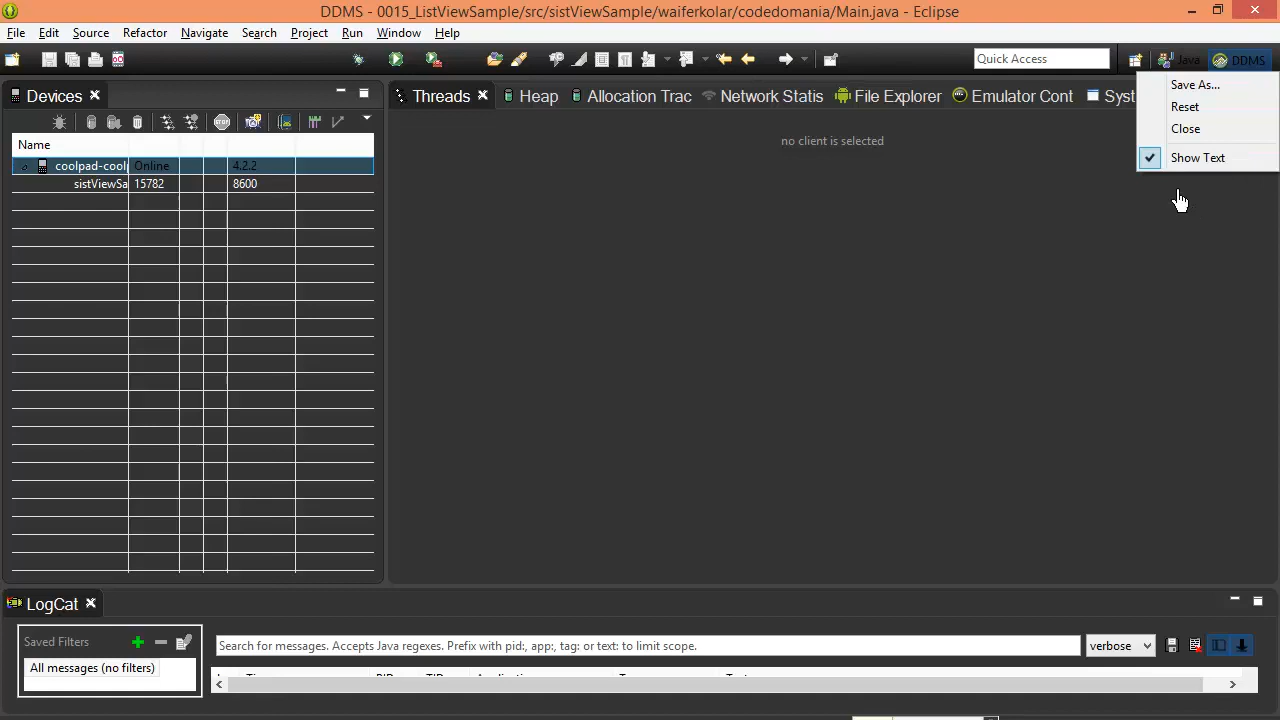 DDMS - 0015_ListViewSample/src/sistViewSample/waiferkolar/codedomania/Main.java - Eclipse
File Edit Source Refactor Navigate Search Project Run Window Help
Quick Access Java DDMS
Save As...
Reset
Close
Show Text
Devices
Threads Heap Allocation Trac Network Statis File Explorer Emulator Cont Syst
Name
no client is selected
coolpad-cool Online 4.2.2
sistViewSa 15782 8600
LogCat
Saved Filters
Search for messages. Accepts Java regexes. Prefix with pid:, app:, tag: or text: to limit scope.
verbose
All messages (no filters)